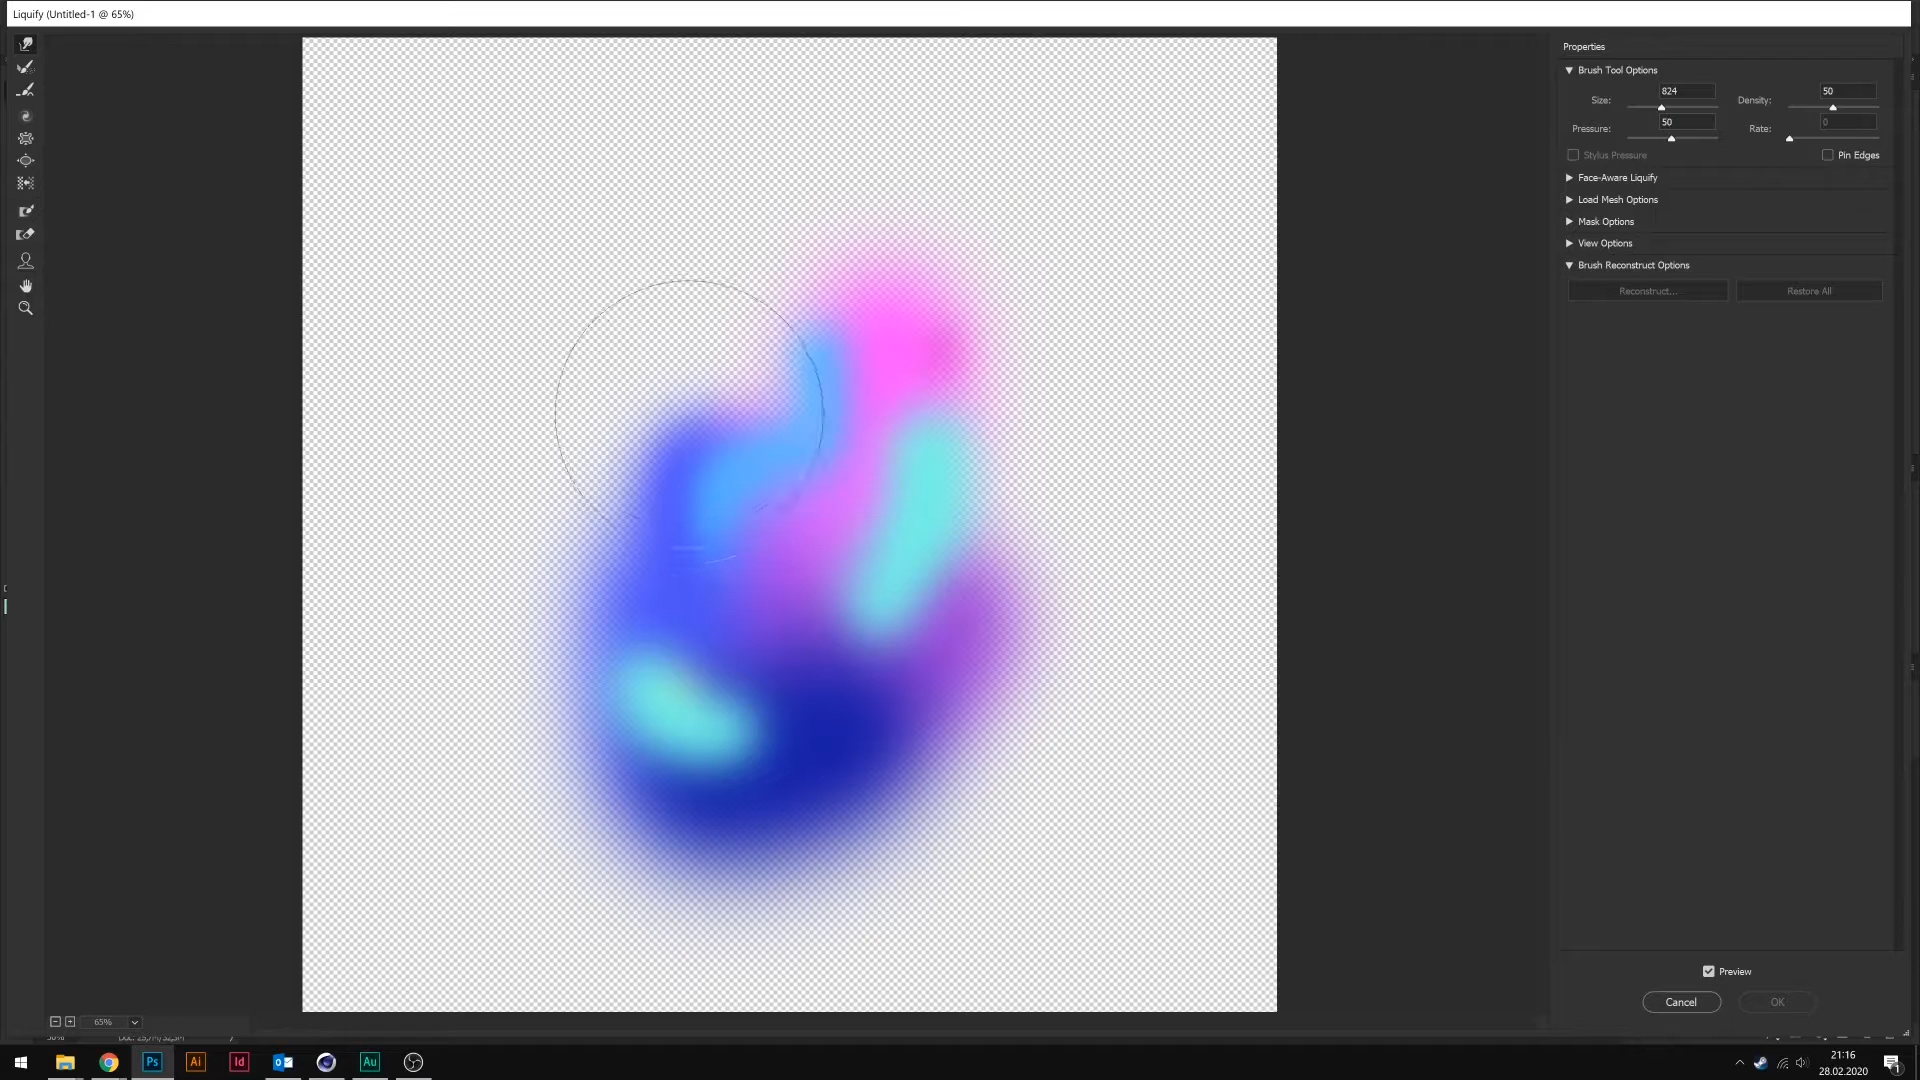 Liquify (Untitled-1 @ 65%)
Properties
Brush Tool Options
Size: 824 Density: 50
Pressure: 50 Rate: 0
Stylus Pressure Pin Edges
Face-Aware Liquify
Load Mesh Options
Mask Options
View Options
Brush Reconstruct Options
Reconstruct... Restore All
Preview
Cancel OK
65%
Ps Ai Id Au
21:16
28.02.2020
1